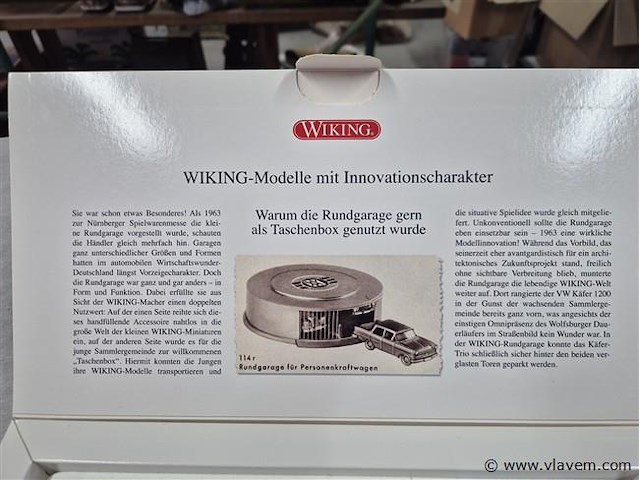 WIKING®
WIKING-Modelle mit Innovationscharakter
Sie war schon etwas Besonderes! Als 1963
zur Nürnberger Spielwarenmesse die klei-
ne Rundgarage vorgestellt wurde, schauten
die Händler gleich mehrfach hin. Garagen
ganz unterschiedlicher Größen und Formen
hatten im automobilen Wirtschaftswunder-
Deutschland längst Vorzeigecharakter. Doch
die Rundgarage war ganz und gar anders – in
Form und Funktion. Dabei erfüllte sie aus
Sicht der WIKING-Macher einen doppelten
Nutzwert: Auf der einen Seite reihte sich die-
ses handfüllende Accessoire nahtlos in die
große Welt der kleinen WIKING-Miniaturen
ein, auf der anderen Seite wurde es für die
junge Sammlergemeinde zur willkommenen
„Taschenbox“. Hiermit konnten die Jungen
ihre WIKING-Modelle transportieren und
Warum die Rundgarage gern
als Taschenbox genutzt wurde
114 r
Rundgarage für Personenkraftwagen
die situative Spielidee wurde gleich mitgelie-
fert. Unkonventionell sollte die Rundgarage
eben einsetzbar sein – 1963 eine wirkliche
Modellinnovation! Während das Vorbild, das
seinerzeit eher avantgardistisch für ein archi-
tektonisches Zukunftsprojekt stand, freilich
ohne sichtbare Verbreitung blieb, munterte
die Rundgarage die lebendige WIKING-Welt
weiter auf. Dort rangierte der VW Käfer 1200
in der Gunst der wachsenden Sammlerge-
meinde bereits ganz vorn, was angesichts der
einstigen Omnipräsenz des Wolfsburger Dau-
erläufers im Straßenbild kein Wunder war. In
der WIKING-Rundgarage konnte das Käfer-
Trio schließlich sicher hinter den beiden ver-
glasten Toren geparkt werden.
© www.vlavem.com